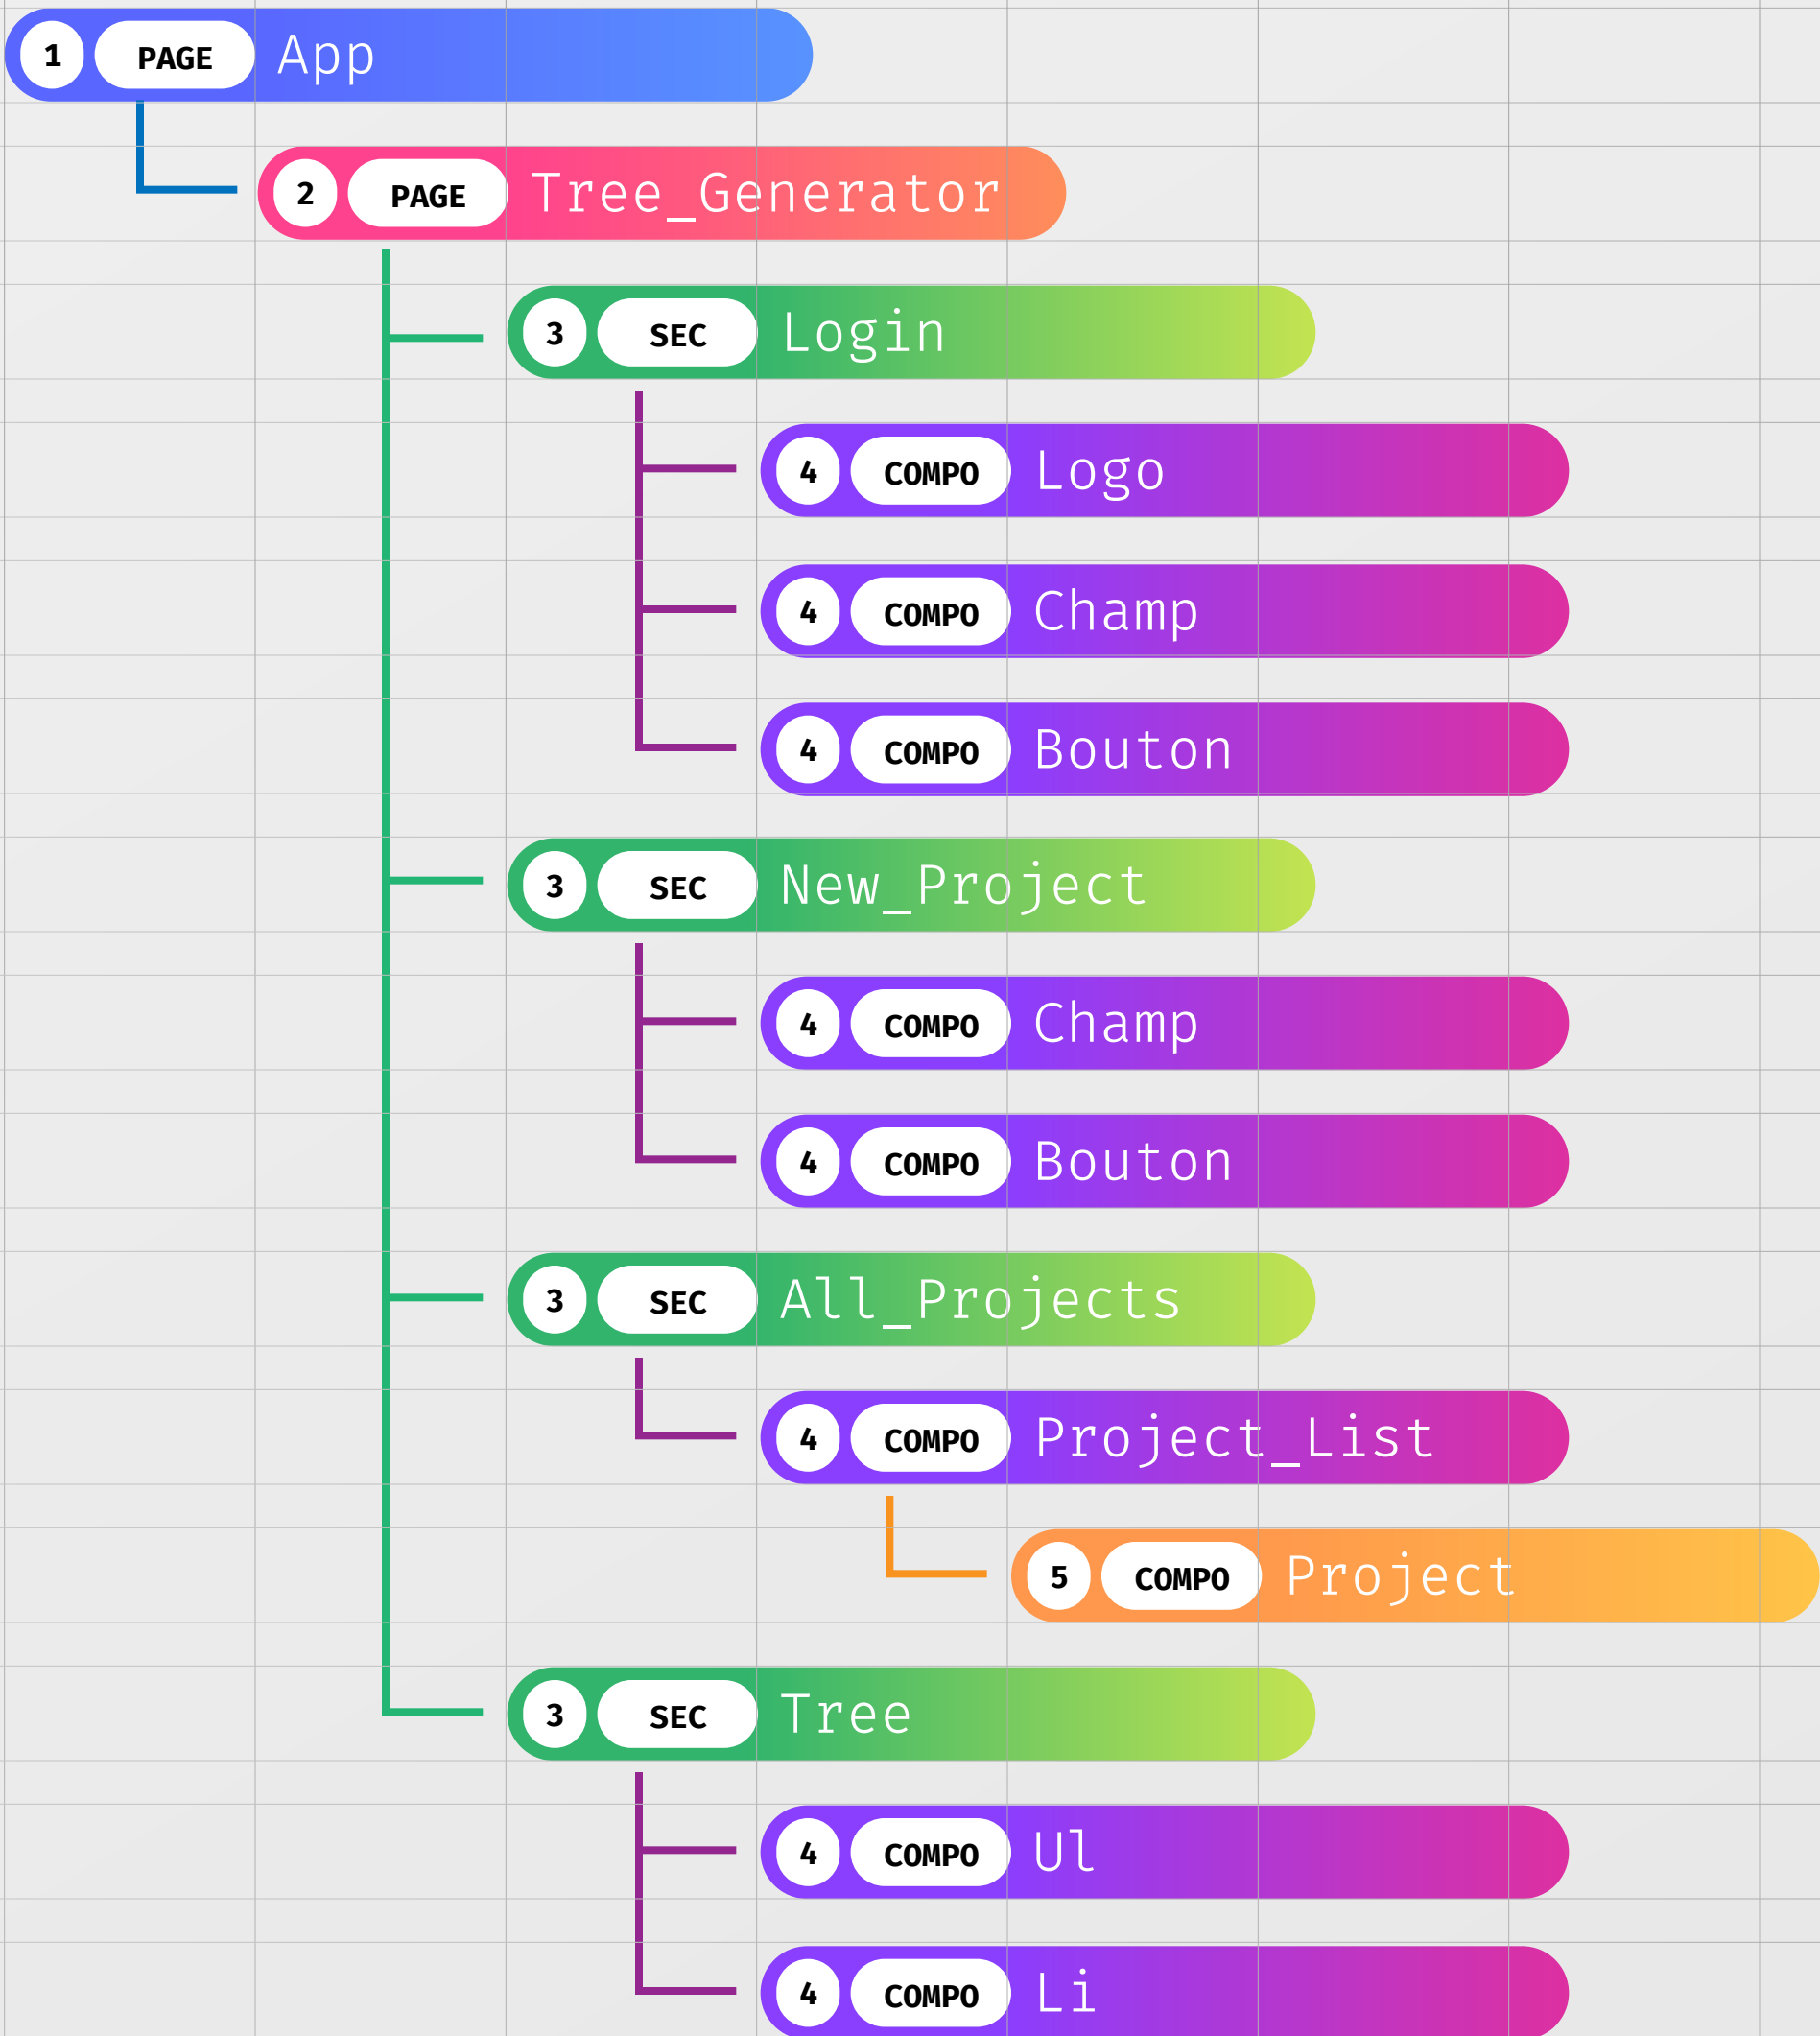 1 PAGE App
2 PAGE Tree_Generator
3 SEC Login
4 COMPO Logo
4 COMPO Champ
4 COMPO Bouton
3 SEC New_Project
4 COMPO Champ
4 COMPO Bouton
3 SEC All_Projects
4 COMPO Project_List
5 COMPO Project
3 SEC Tree
4 COMPO Ul
4 COMPO Li